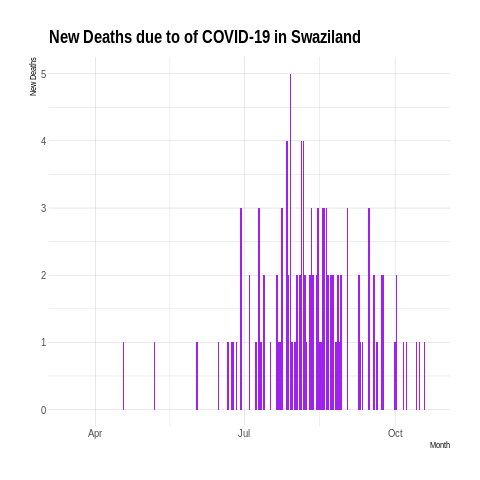 New Deaths due to of COVID-19 in Swaziland
New Deaths
5
4
3
2
1
0
Apr
Jul
Oct
Month